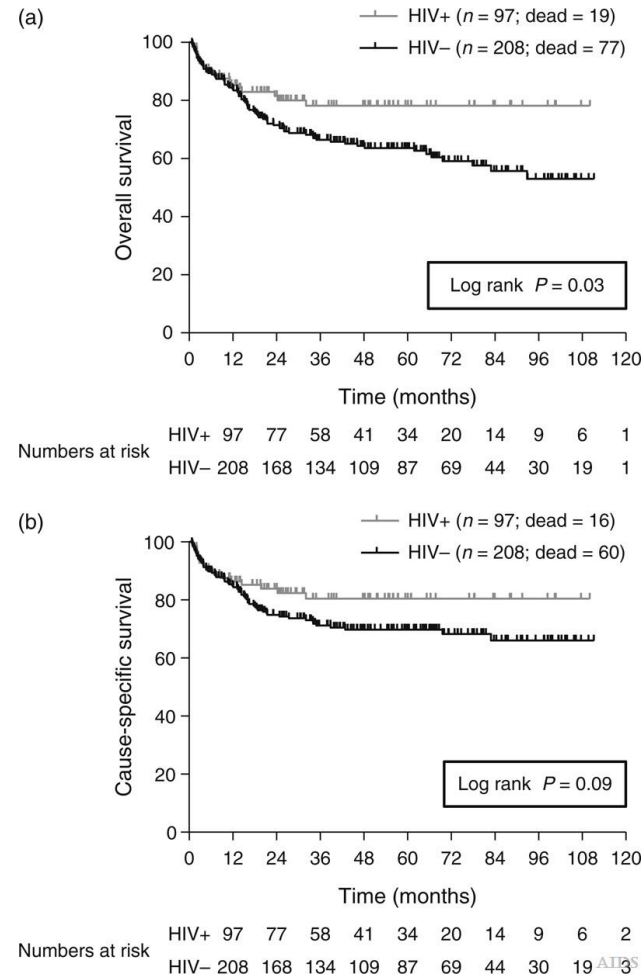 (a)
HIV+ (n = 97; dead = 19)
HIV– (n = 208; dead = 77)
100
80
60
40
20
0
Overall survival
Log rank P = 0.03
0 12 24 36 48 60 72 84 96 108 120
Time (months)
Numbers at risk
HIV+ 97 77 58 41 34 20 14 9 6 1
HIV– 208 168 134 109 87 69 44 30 19 1
(b)
HIV+ (n = 97; dead = 16)
HIV– (n = 208; dead = 60)
100
80
60
40
20
0
Cause-specific survival
Log rank P = 0.09
0 12 24 36 48 60 72 84 96 108 120
Time (months)
Numbers at risk
HIV+ 97 77 58 41 34 20 14 9 6 2
HIV– 208 168 134 109 87 69 44 30 19 3
AIDS